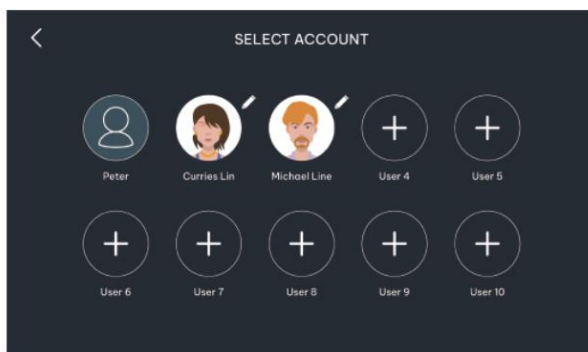 SELECT ACCOUNT
Peter Curries Lin Michael Line User 4 User 5
User 6 User 7 User 8 User 9 User 10